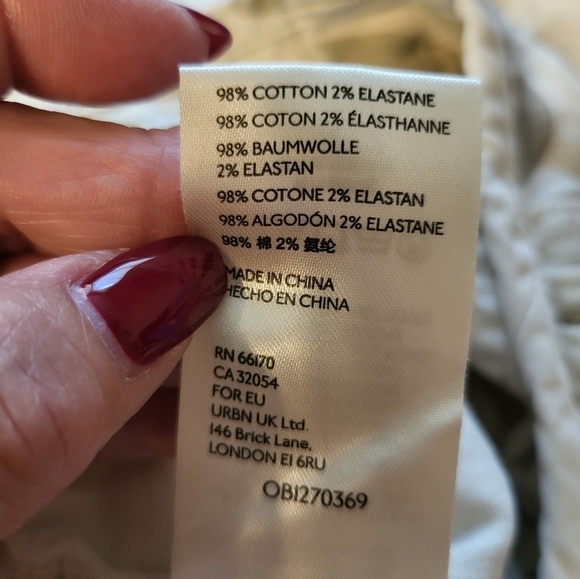 98% COTTON 2% ELASTANE
98% COTON 2% ÉLASTHANNE
98% BAUMWOLLE
2% ELASTAN
98% COTONE 2% ELASTAN
98% ALGODÓN 2% ELASTANE
98% 棉 2% 氨纶
MADE IN CHINA
HECHO EN CHINA
RN 66170
CA 32054
FOR EU
URBN UK Ltd.
146 Brick Lane,
LONDON E1 6RU
OB1270369